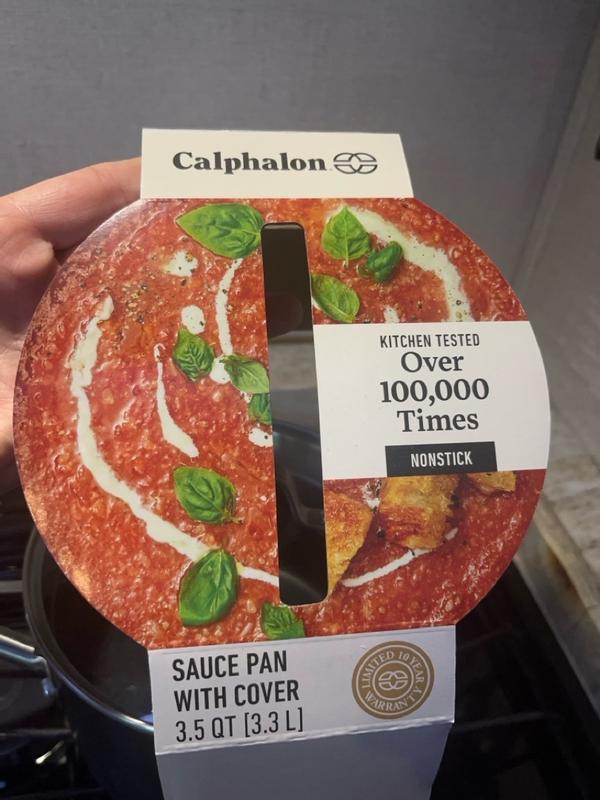 Calphalon
KITCHEN TESTED
Over
100,000
Times
NONSTICK
SAUCE PAN
WITH COVER
3.5 QT [3.3 L]
LIMITED 10 YEAR
WARRANTY